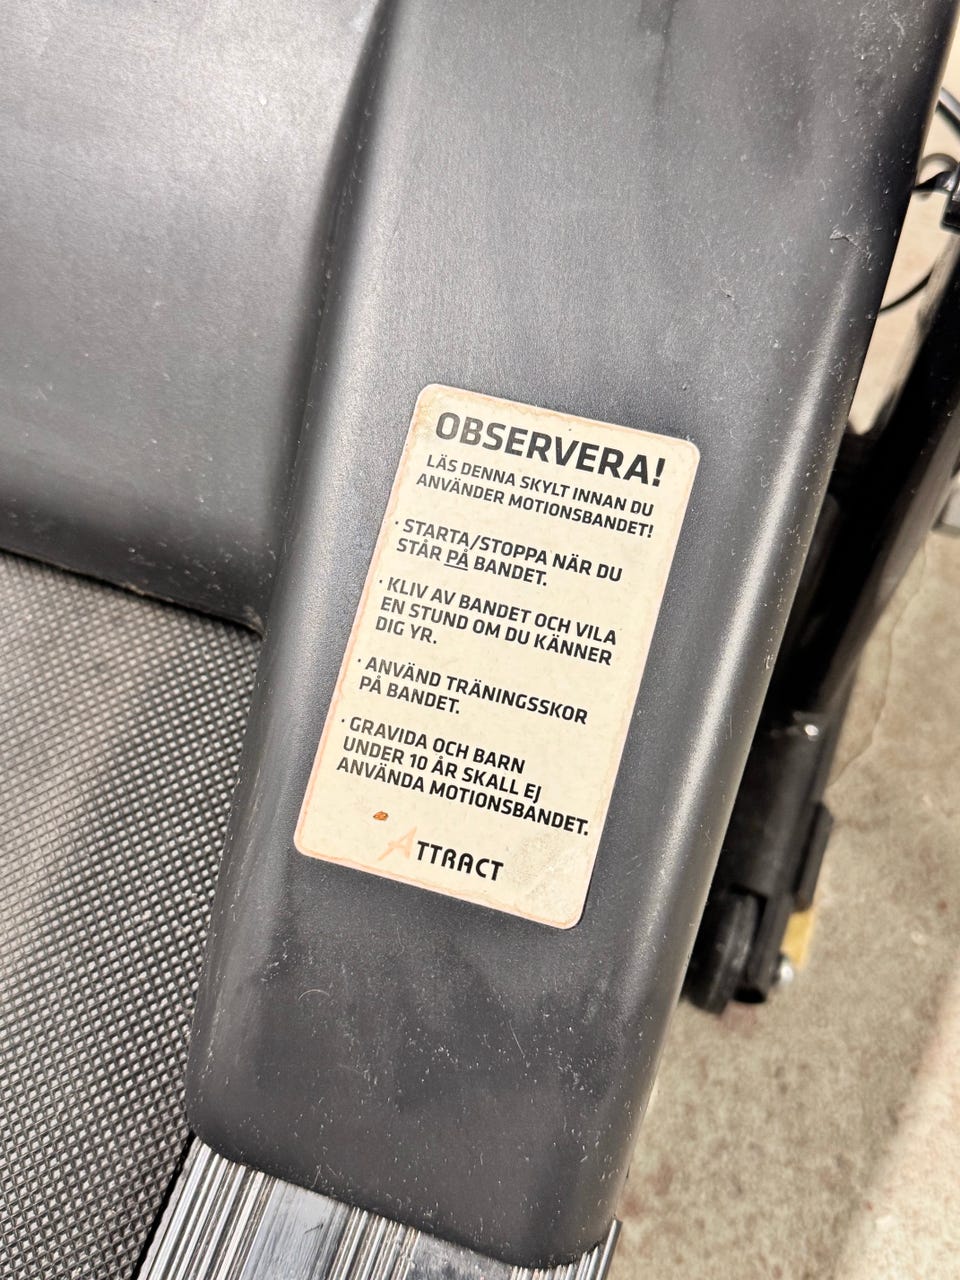 OBSERVERA!
LÄS DENNA SKYLT INNAN DU
ANVÄNDER MOTIONSBANDET!
· STARTA/STOPPA NÄR DU
STÅR PÅ BANDET.
· KLIV AV BANDET OCH VILA
EN STUND OM DU KÄNNER
DIG YR.
· ANVÄND TRÄNINGSSKOR
PÅ BANDET.
· GRAVIDA OCH BARN
UNDER 10 ÅR SKALL EJ
ANVÄNDA MOTIONSBANDET.
ATTRACT